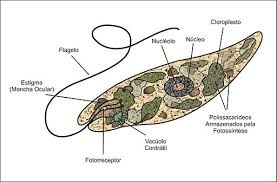 Cloroplasto
Nucléolo
Núcleo
Flagelo
Estigma
(Mancha Ocular)
Polissacarídeos
Armazenados pela
Fotossíntese
Vacúolo
Contrátil
Fotorreceptor